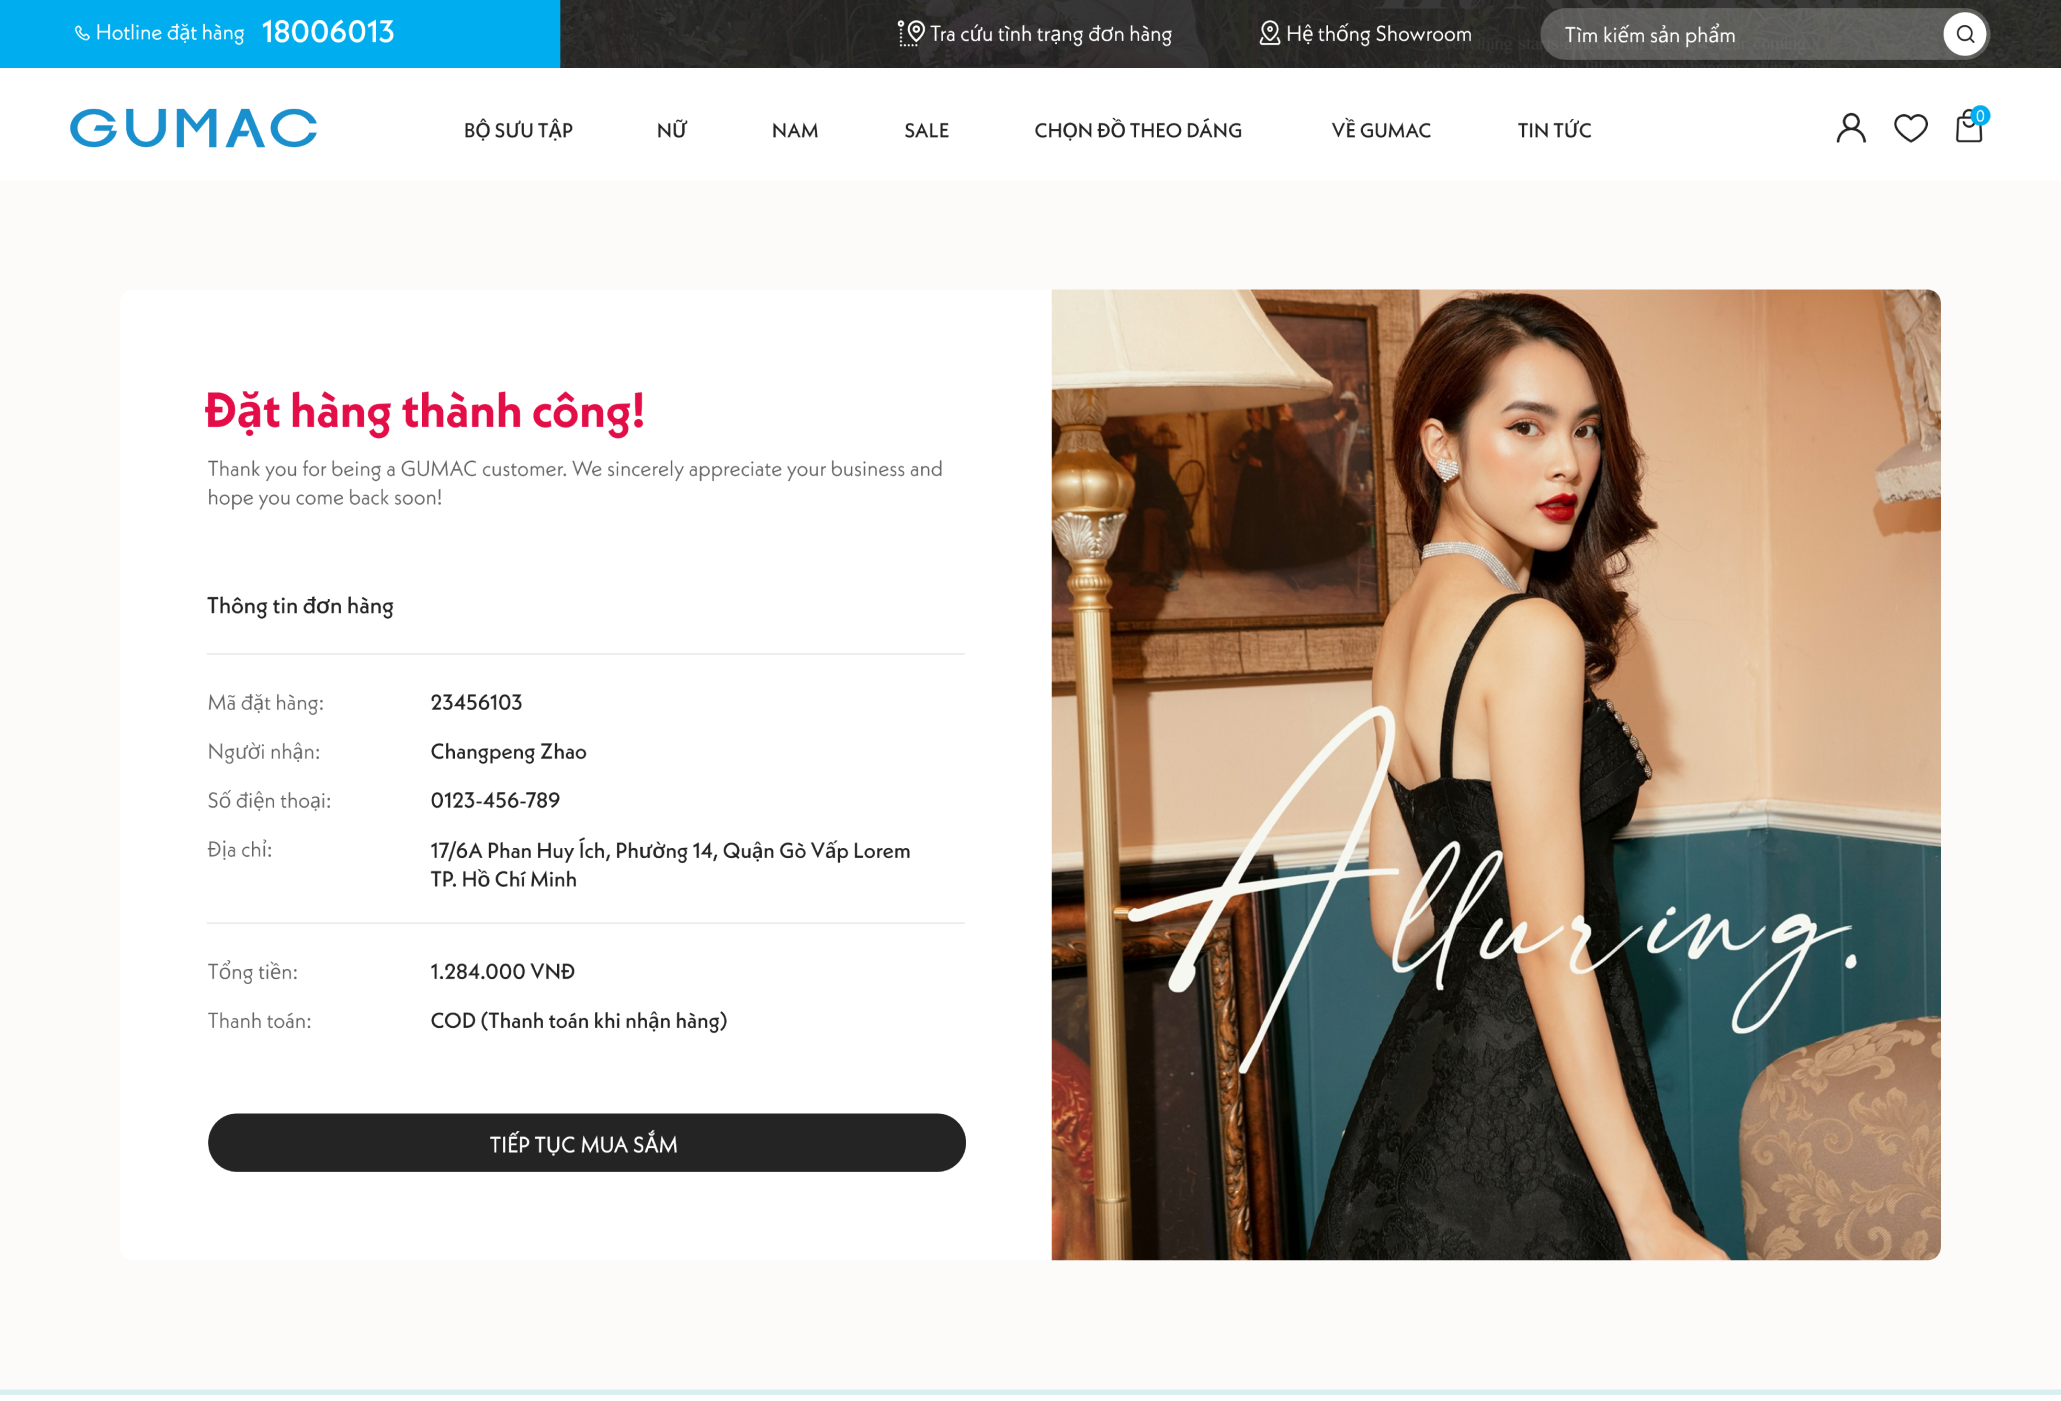 Hotline đặt hàng 18006013
Tra cứu tình trạng đơn hàng
Hệ thống Showroom
Tìm kiếm sản phẩm
GUMAC
BỘ SƯU TẬP
NỮ
NAM
SALE
CHỌN ĐỒ THEO DÁNG
VỀ GUMAC
TIN TỨC
0
Đặt hàng thành công!
Thank you for being a GUMAC customer. We sincerely appreciate your business and
hope you come back soon!
Thông tin đơn hàng
Mã đặt hàng: 23456103
Người nhận: Changpeng Zhao
Số điện thoại: 0123-456-789
Địa chỉ: 17/6A Phan Huy Ích, Phường 14, Quận Gò Vấp Lorem
TP. Hồ Chí Minh
Tổng tiền: 1.284.000 VNĐ
Thanh toán: COD (Thanh toán khi nhận hàng)
TIẾP TỤC MUA SẮM
Alluring.